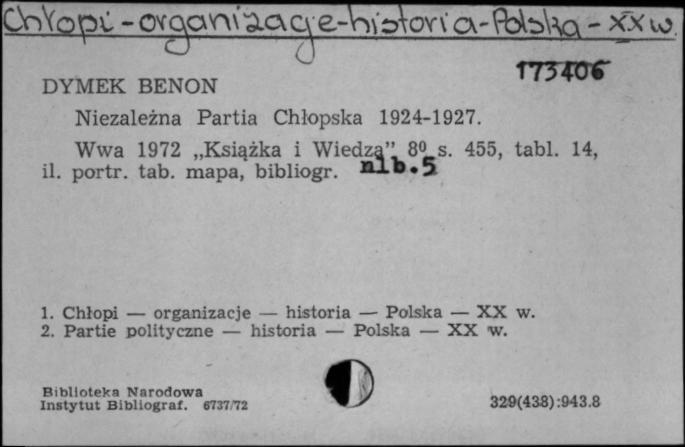 Chłopi - organizacje - historia - Polska - XX w.
173406
DYMEK BENON
Niezależna Partia Chłopska 1924-1927.
Wwa 1972 „Książka i Wiedza” 8⁰ s. 455, tabl. 14,
il. portr. tab. mapa, bibliogr. nlb. 5
1. Chłopi — organizacje — historia — Polska — XX w.
2. Partie polityczne — historia — Polska — XX w.
Biblioteka Narodowa
Instytut Bibliograf. 6737/72
329(438):943.8